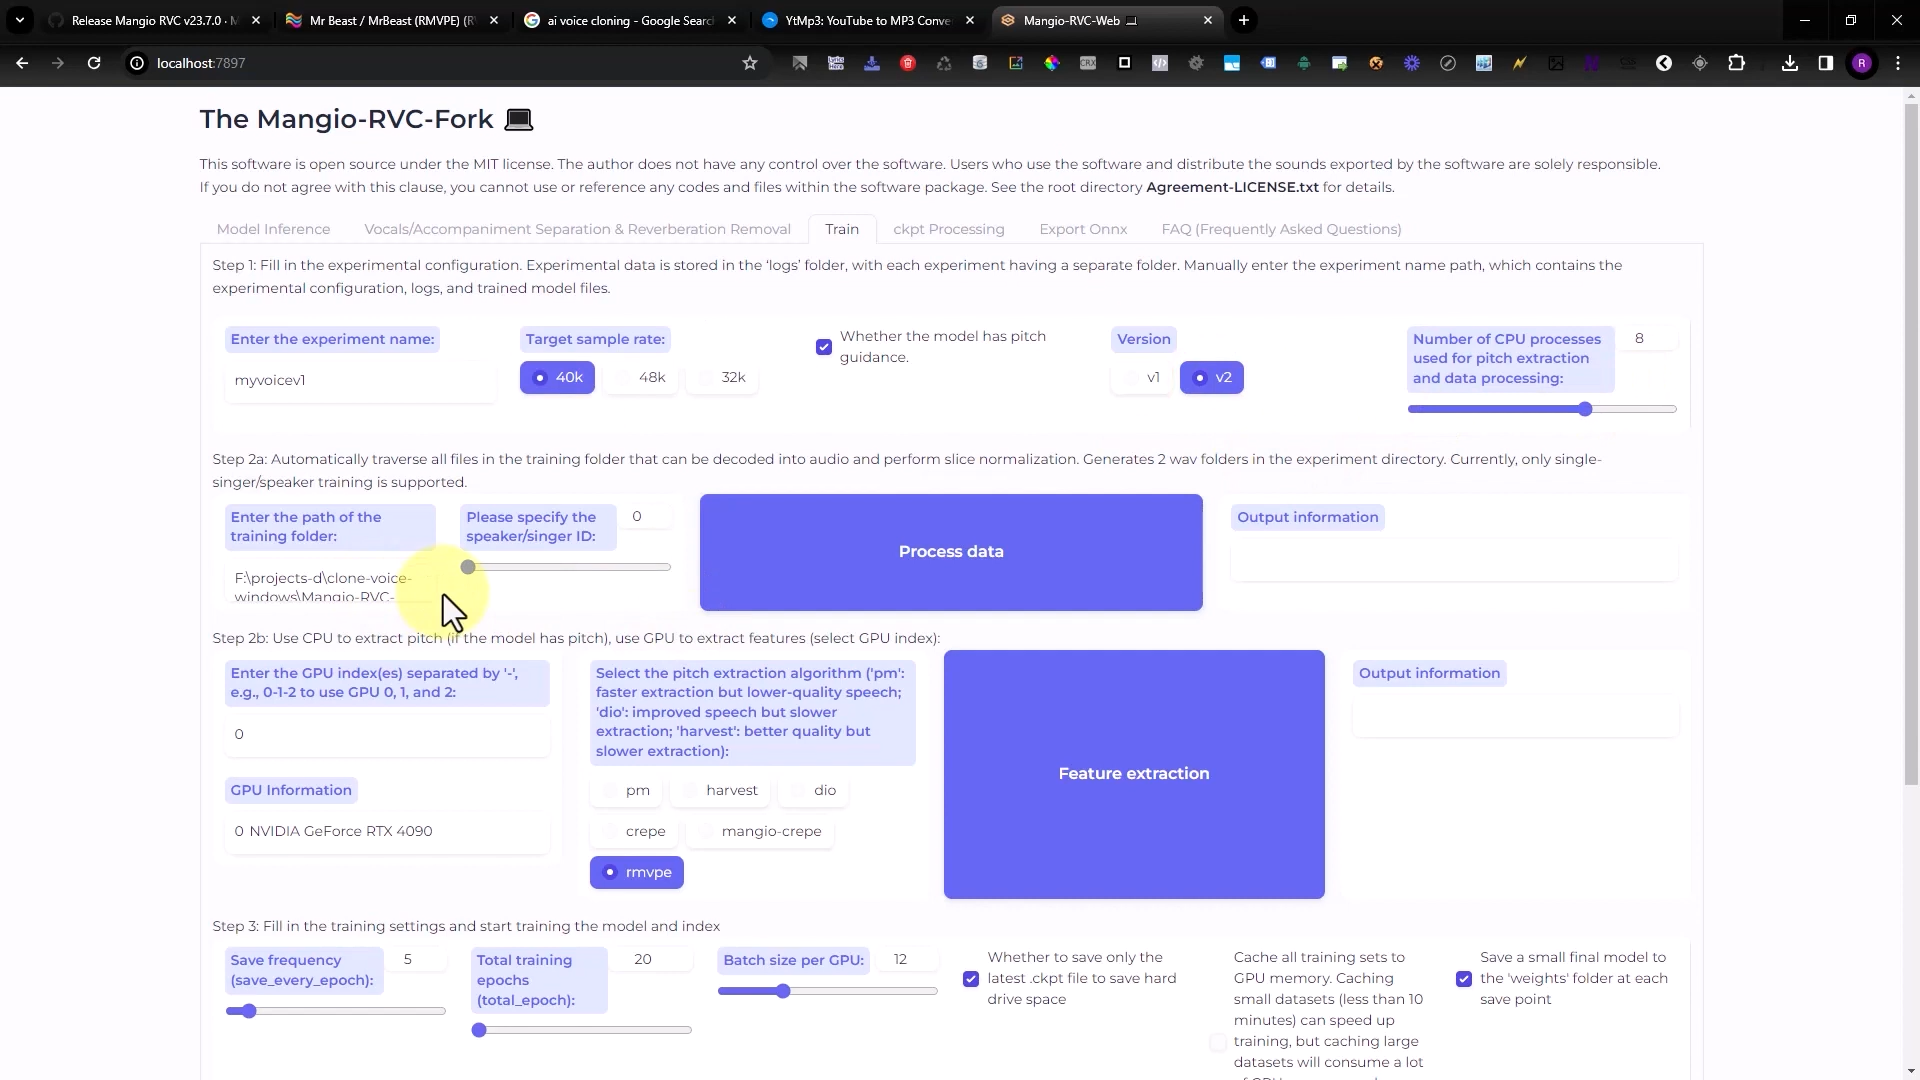 Release Mangio RVC v23.7.0 · M
Mr Beast / MrBeast (RMVPE) (RV
ai voice cloning - Google Search
YtMp3: YouTube to MP3 Conver
Mangio-RVC-Web
localhost:7897
R
The Mangio-RVC-Fork 💻
This software is open source under the MIT license. The author does not have any control over the software. Users who use the software and distribute the sounds exported by the software are solely responsible.
If you do not agree with this clause, you cannot use or reference any codes and files within the software package. See the root directory Agreement-LICENSE.txt for details.
Model Inference
Vocals/Accompaniment Separation & Reverberation Removal
Train
ckpt Processing
Export Onnx
FAQ (Frequently Asked Questions)
Step 1: Fill in the experimental configuration. Experimental data is stored in the 'logs' folder, with each experiment having a separate folder. Manually enter the experiment name path, which contains the
experimental configuration, logs, and trained model files.
Enter the experiment name:
myvoicev1
Target sample rate:
40k
48k
32k
Whether the model has pitch
guidance.
Version
v1
v2
Number of CPU processes
used for pitch extraction
and data processing:
8
Step 2a: Automatically traverse all files in the training folder that can be decoded into audio and perform slice normalization. Generates 2 wav folders in the experiment directory. Currently, only single-
singer/speaker training is supported.
Enter the path of the
training folder:
F:\projects-d\clone-voice-
windows\Mangio-RVC-
Please specify the
speaker/singer ID:
0
Process data
Output information
Step 2b: Use CPU to extract pitch (if the model has pitch), use GPU to extract features (select GPU index):
Enter the GPU index(es) separated by '-',
e.g., 0-1-2 to use GPU 0, 1, and 2:
0
GPU Information
0 NVIDIA GeForce RTX 4090
Select the pitch extraction algorithm ('pm':
faster extraction but lower-quality speech;
'dio': improved speech but slower
extraction; 'harvest': better quality but
slower extraction):
pm
harvest
dio
crepe
mangio-crepe
rmvpe
Feature extraction
Output information
Step 3: Fill in the training settings and start training the model and index
Save frequency
(save_every_epoch):
5
Total training
epochs
(total_epoch):
20
Batch size per GPU:
12
Whether to save only the
latest .ckpt file to save hard
drive space
Cache all training sets to
GPU memory. Caching
small datasets (less than 10
minutes) can speed up
training, but caching large
datasets will consume a lot
Save a small final model to
the 'weights' folder at each
save point